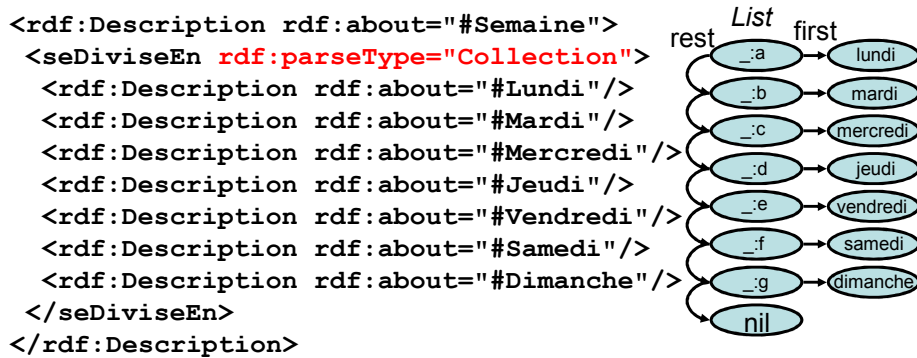 <rdf:Description rdf:about="#Semaine">
<seDiviseEn rdf:parseType="Collection">
<rdf:Description rdf:about="#Lundi"/>
<rdf:Description rdf:about="#Mardi"/>
<rdf:Description rdf:about="#Mercredi"/>
<rdf:Description rdf:about="#Jeudi"/>
<rdf:Description rdf:about="#Vendredi"/>
<rdf:Description rdf:about="#Samedi"/>
<rdf:Description rdf:about="#Dimanche"/>
</seDiviseEn>
</rdf:Description>
List
rest first
_:a lundi
_:b mardi
_:c mercredi
_:d jeudi
_:e vendredi
_:f samedi
_:g dimanche
nil